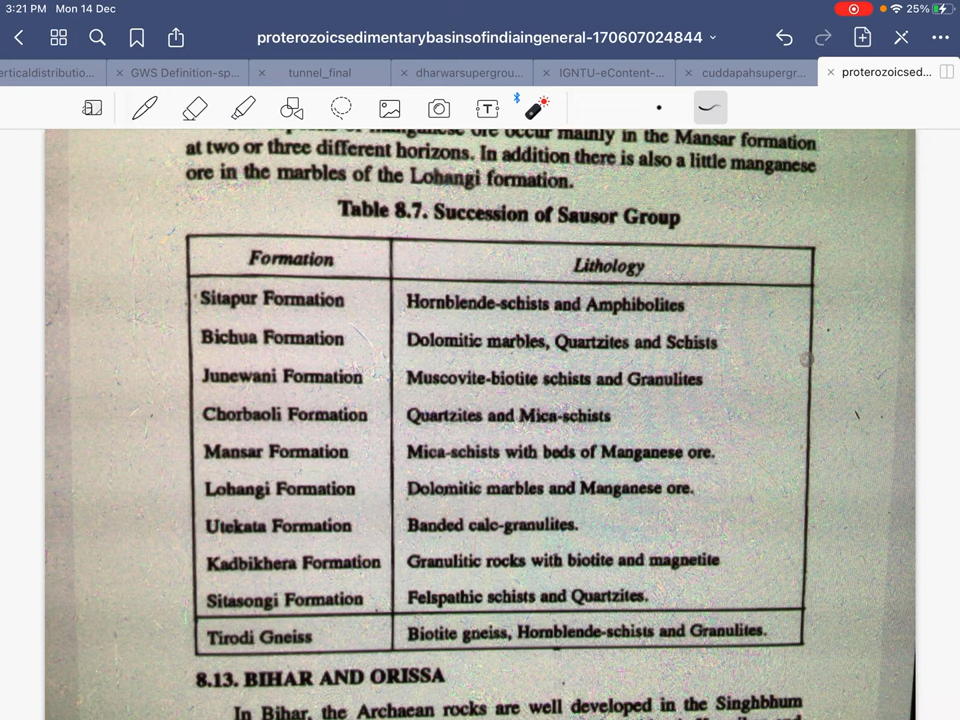 3:21 PM Mon 14 Dec
25%
proterozoicsedimentarybasinsofindiaingeneral-170607024844
erticaldistributio...
GWS Definition-sp...
tunnel_final
dharwarsupergrou...
IGNTU-eContent-...
cuddapahsupergr...
proterozoicsed...
manganese ore occur mainly in the Mansar formation
at two or three different horizons. In addition there is also a little manganese
ore in the marbles of the Lohangi formation.
Table 8.7. Succession of Sausor Group
Formation Lithology
Sitapur Formation Hornblende-schists and Amphibolites
Bichua Formation Dolomitic marbles, Quartzites and Schists
Junewani Formation Muscovite-biotite schists and Granulites
Chorbaoli Formation Quartzites and Mica-schists
Mansar Formation Mica-schists with beds of Manganese ore.
Lohangi Formation Dolomitic marbles and Manganese ore.
Utekata Formation Banded calc-granulites.
Kadbikhera Formation Granulitic rocks with biotite and magnetite
Sitasongi Formation Felspathic schists and Quartzites.
Tirodi Gneiss Biotite gneiss, Hornblende-schists and Granulites.
8.13. BIHAR AND ORISSA
In Bihar, the Archaean rocks are well developed in the Singhbhum